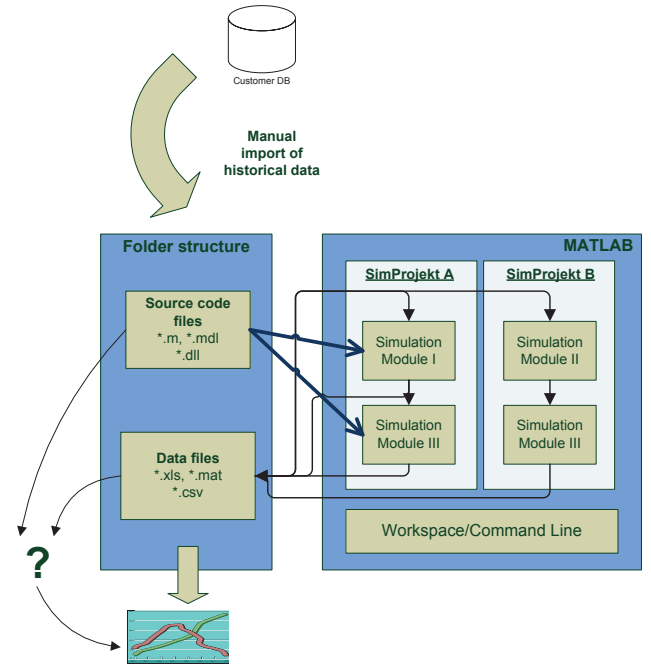 Customer DB
Manual
import of
historical data
Folder structure
MATLAB
SimProjekt A
SimProjekt B
Source code
files
*.m, *.mdl
*.dll
Simulation
Module I
Simulation
Module II
Simulation
Module III
Simulation
Module III
Data files
*.xls, *.mat
*.csv
Workspace/Command Line
?